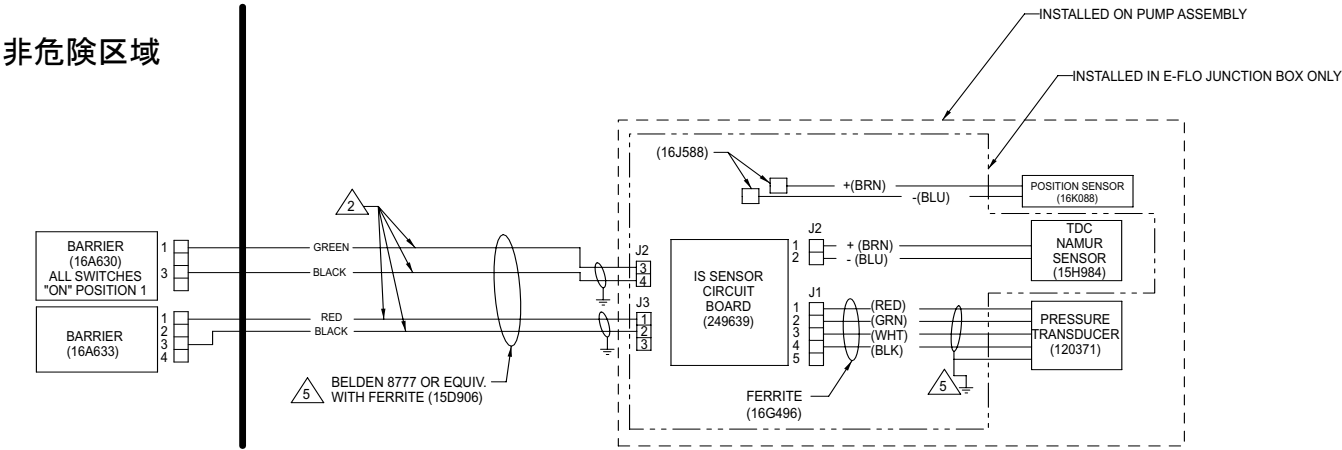 非危険区域
INSTALLED ON PUMP ASSEMBLY
INSTALLED IN E-FLO JUNCTION BOX ONLY
(16J588)
+(BRN)
-(BLU)
POSITION SENSOR
(16K088)
2
BARRIER
(16A630)
ALL SWITCHES
"ON" POSITION 1
1
3
GREEN
BLACK
J2
3
4
IS SENSOR
CIRCUIT
BOARD
(249639)
J2
1
2
+ (BRN)
- (BLU)
TDC
NAMUR
SENSOR
(15H984)
BARRIER
(16A633)
1
2
3
4
RED
BLACK
J3
1
2
3
J1
1
2
3
4
5
(RED)
(GRN)
(WHT)
(BLK)
PRESSURE
TRANSDUCER
(120371)
5
BELDEN 8777 OR EQUIV.
WITH FERRITE (15D906)
FERRITE
(16G496)
5